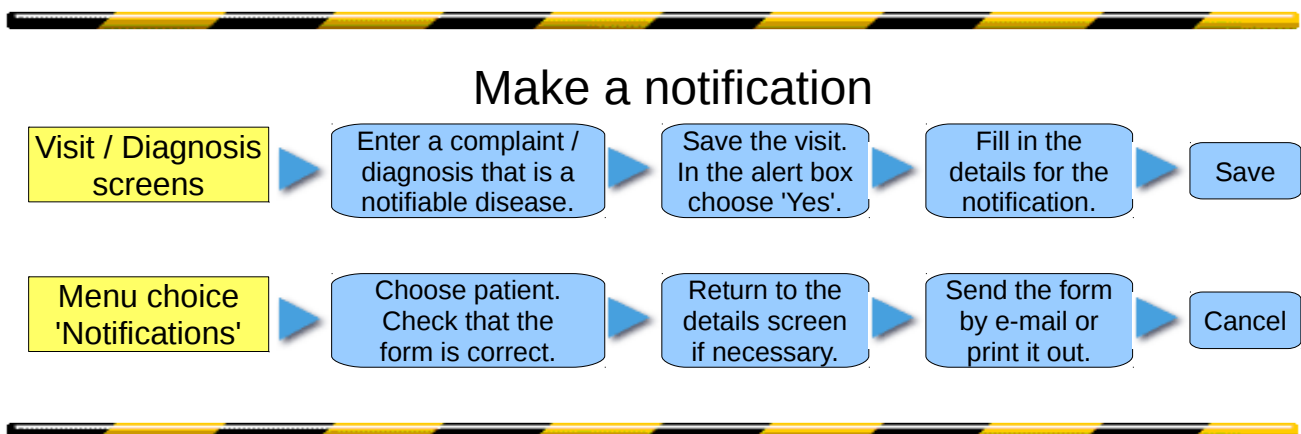 Make a notification
Visit / Diagnosis
screens
Enter a complaint /
diagnosis that is a
notifiable disease.
Save the visit.
In the alert box
choose 'Yes'.
Fill in the
details for the
notification.
Save
Menu choice
'Notifications'
Choose patient.
Check that the
form is correct.
Return to the
details screen
if necessary.
Send the form
by e-mail or
print it out.
Cancel